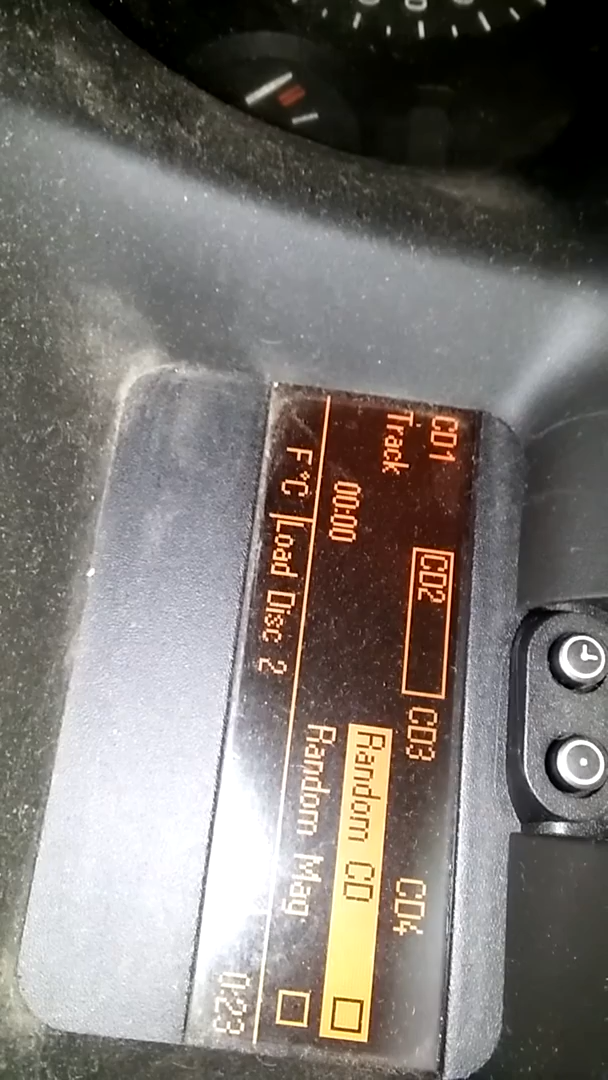 CD1 CD2 CD3 CD4
Track
Random CD
00:00
Random Mag.
F °C Load Disc 2 0:23